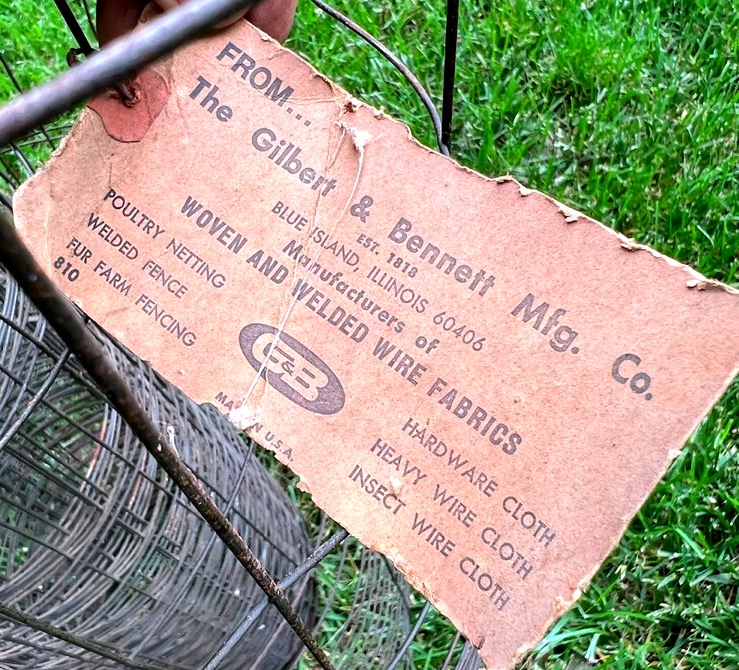 FROM...
The Gilbert & Bennett Mfg. Co.
EST. 1818
BLUE ISLAND, ILLINOIS 60406
Manufacturers of
WOVEN AND WELDED WIRE FABRICS
POULTRY NETTING
WELDED FENCE
FUR FARM FENCING
810
G&B
MADE IN U.S.A.
HARDWARE CLOTH
HEAVY WIRE CLOTH
INSECT WIRE CLOTH